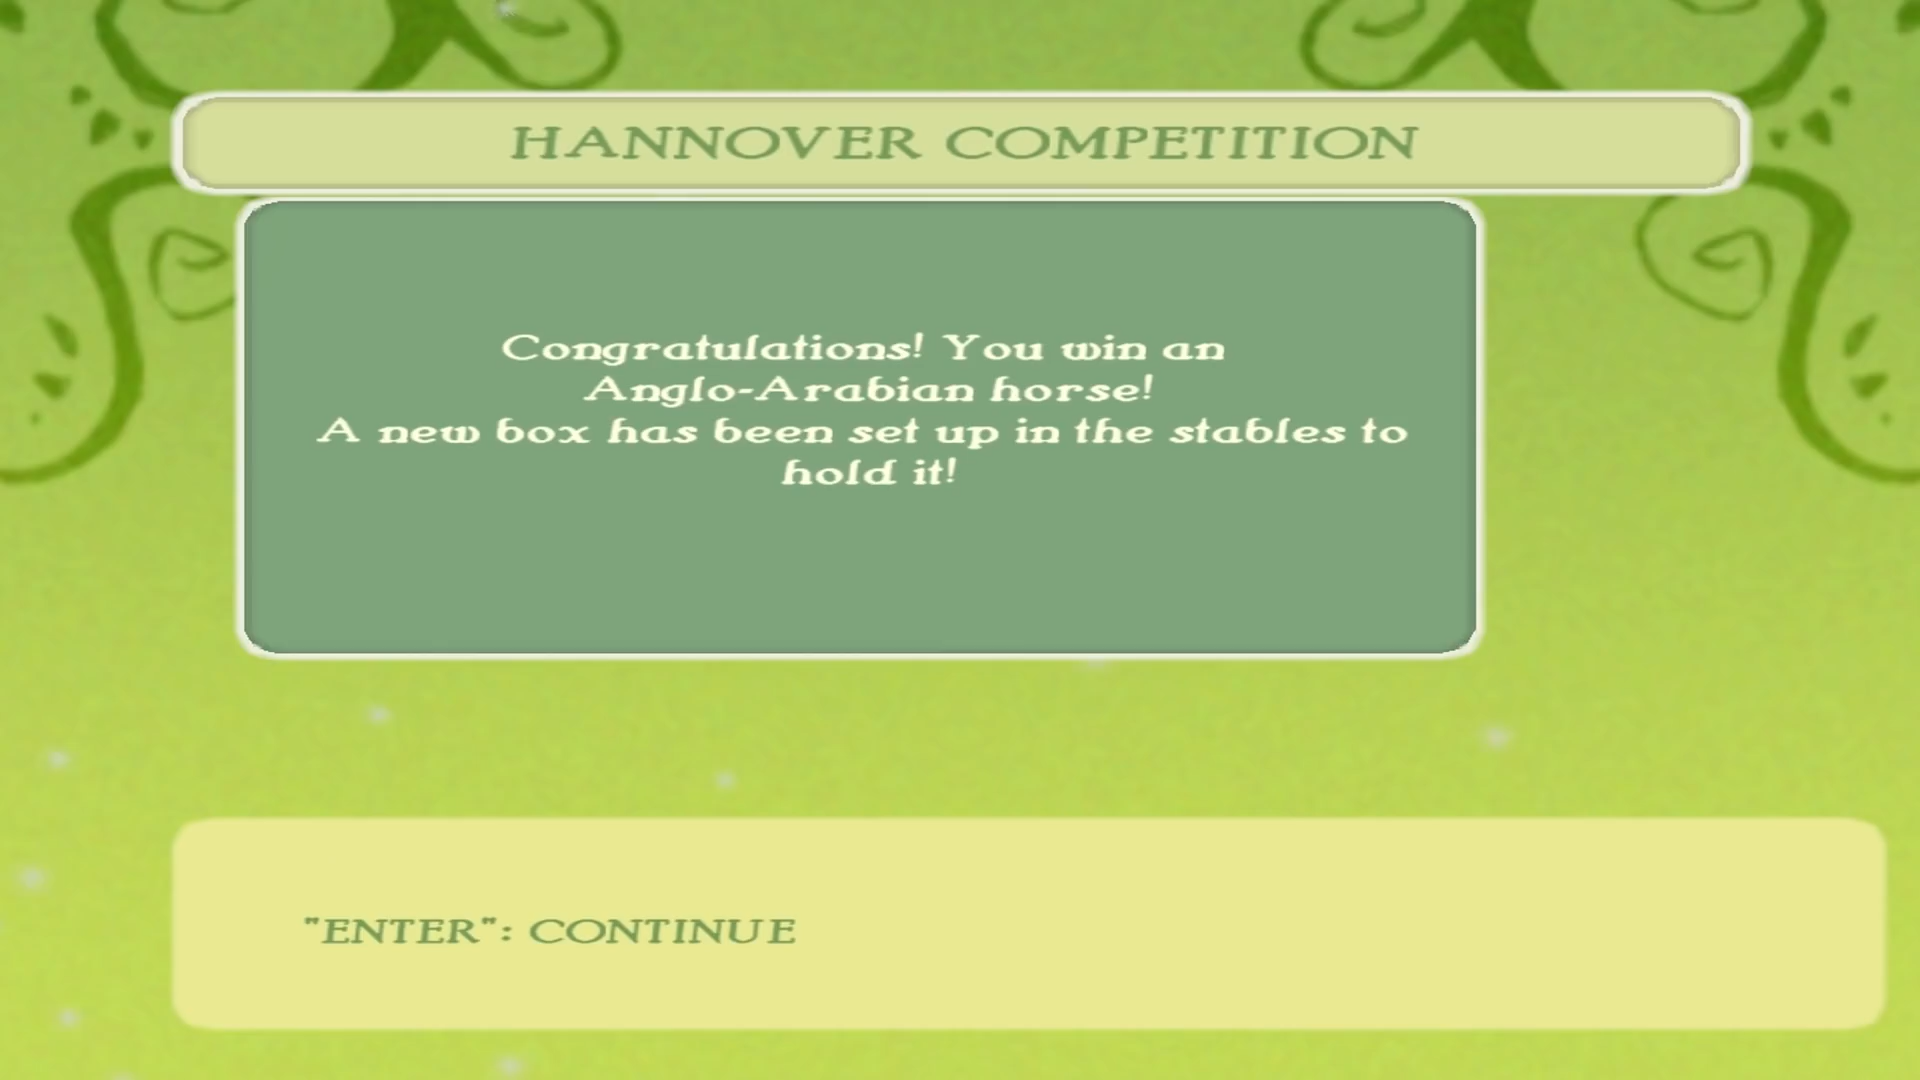 HANNOVER COMPETITION
Congratulations! You win an
Anglo-Arabian horse!
A new box has been set up in the stables to
hold it!
"ENTER": CONTINUE